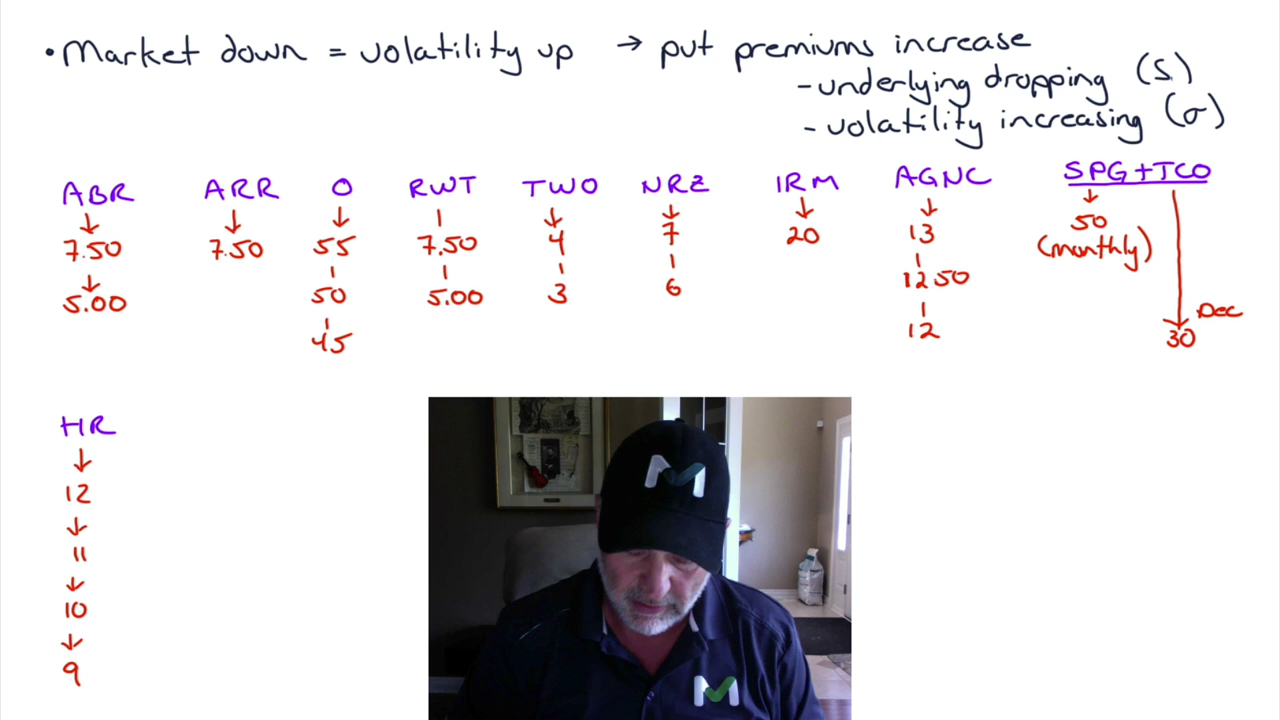 • Market down = volatility up → put premiums increase
- underlying dropping (S)
- volatility increasing (σ)
ABR ARR O RWT TWO NRZ IRM AGNC SPG+TCO
7.50 7.50 55 7.50 4 7 20 13 50
(monthly)
5.00 50 5.00 3 6 12 50
45 12 Dec
30
HR
12
11
10
9